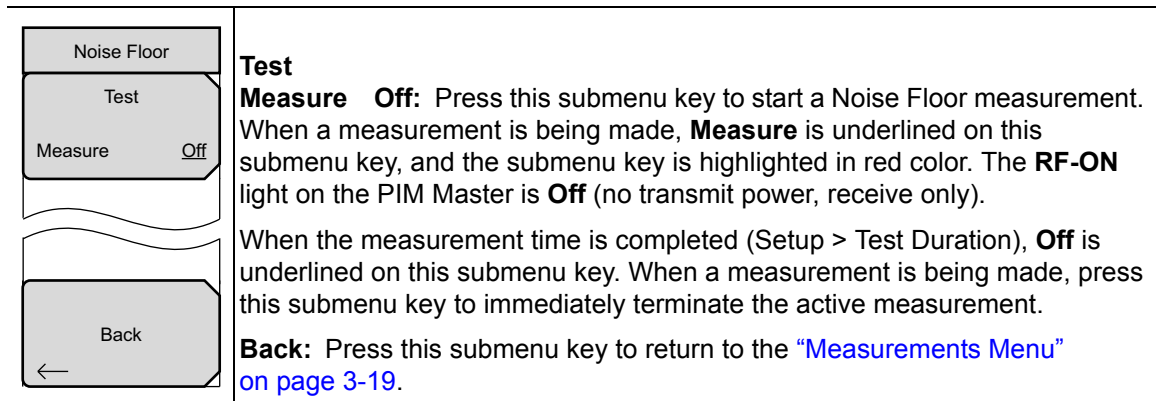 Noise Floor
Test
Measure Off
Back
Test
Measure Off: Press this submenu key to start a Noise Floor measurement.
When a measurement is being made, Measure is underlined on this
submenu key, and the submenu key is highlighted in red color. The RF-ON
light on the PIM Master is Off (no transmit power, receive only).
When the measurement time is completed (Setup > Test Duration), Off is
underlined on this submenu key. When a measurement is being made, press
this submenu key to immediately terminate the active measurement.
Back: Press this submenu key to return to the “Measurements Menu”
on page 3-19.